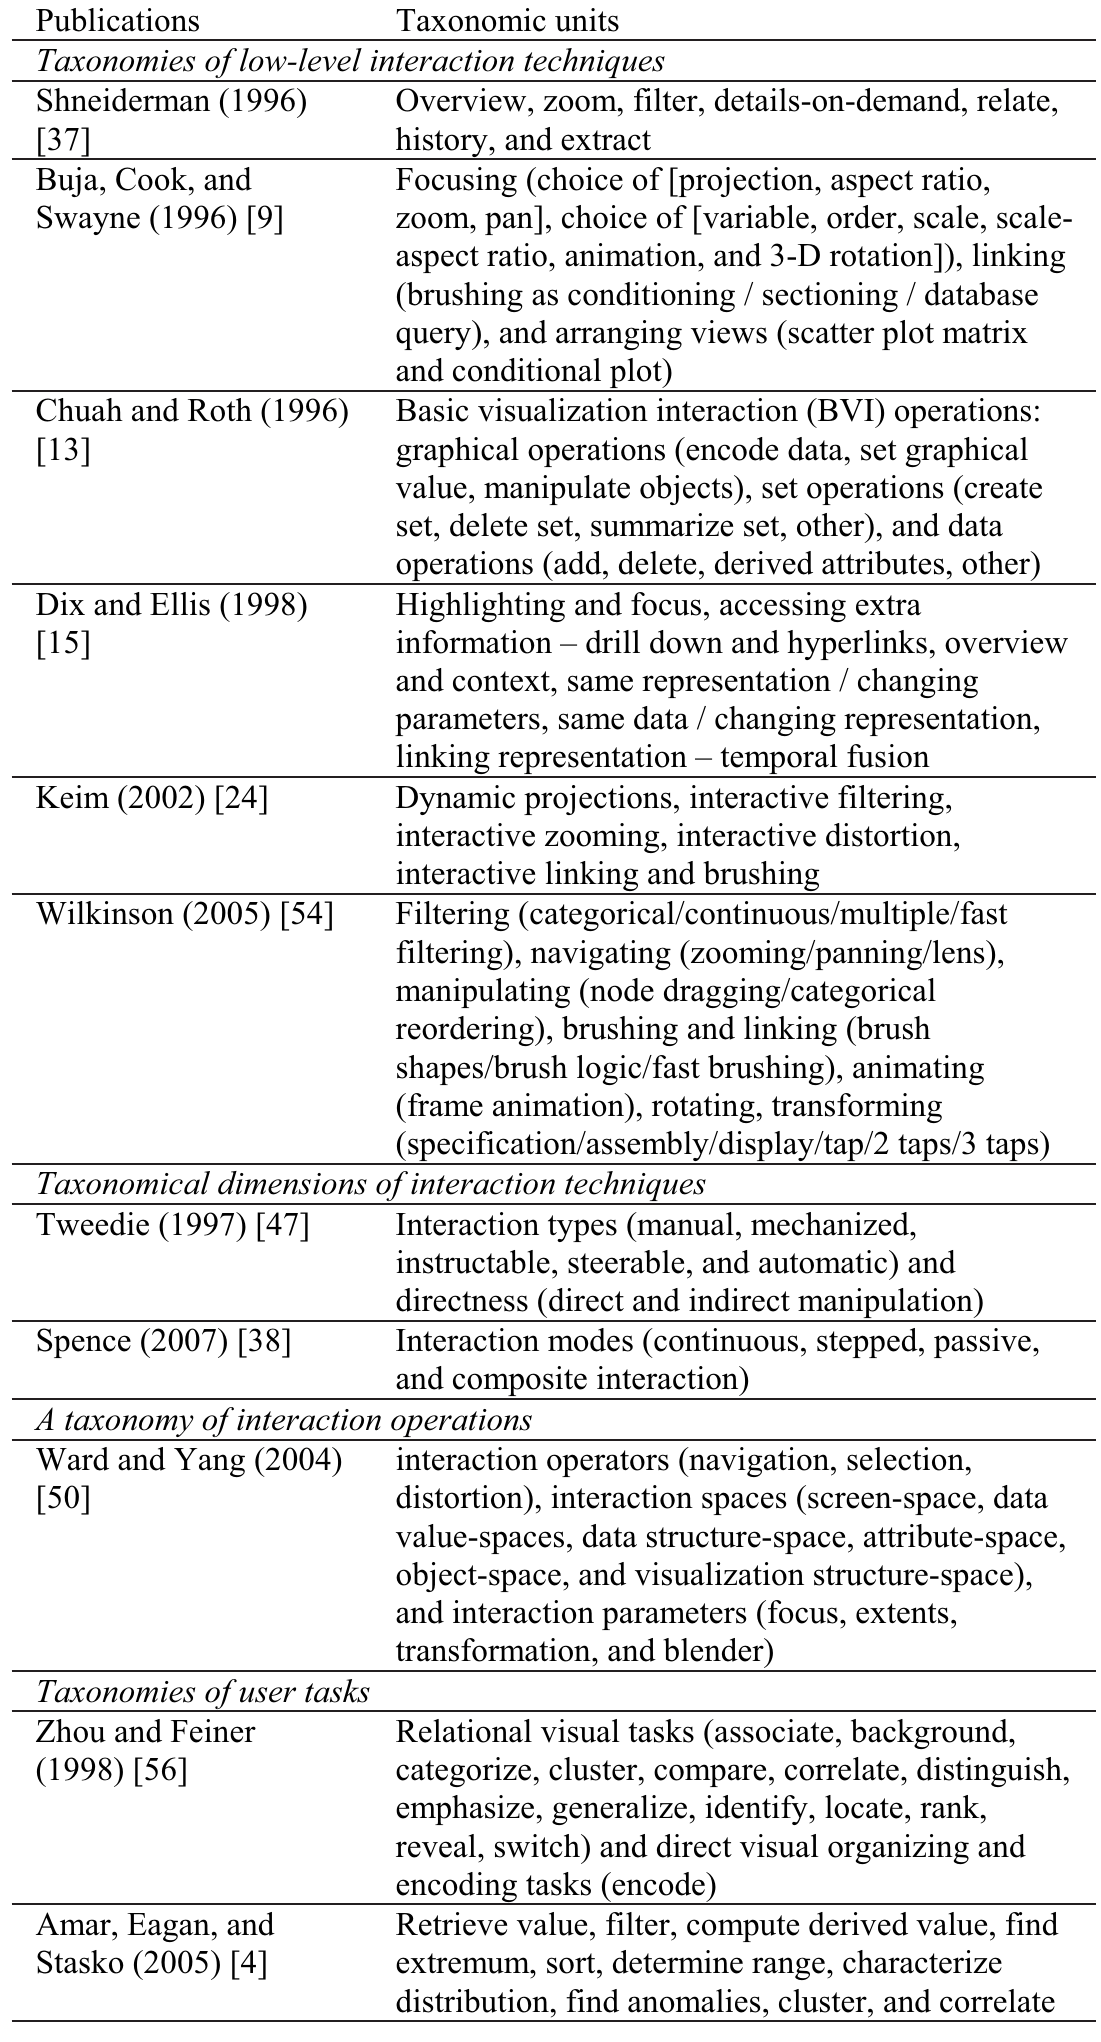 Publications Taxonomic units
Taxonomies of low-level interaction techniques
Shneiderman (1996) Overview, zoom, filter, details-on-demand, relate,
[37] history, and extract
Buja, Cook, and Focusing (choice of [projection, aspect ratio,
Swayne (1996) [9] zoom, pan], choice of [variable, order, scale, scale-
aspect ratio, animation, and 3-D rotation]), linking
(brushing as conditioning / sectioning / database
query), and arranging views (scatter plot matrix
and conditional plot)
Chuah and Roth (1996) Basic visualization interaction (BVI) operations:
[13] graphical operations (encode data, set graphical
value, manipulate objects), set operations (create
set, delete set, summarize set, other), and data
operations (add, delete, derived attributes, other)
Dix and Ellis (1998) Highlighting and focus, accessing extra
[15] information – drill down and hyperlinks, overview
and context, same representation / changing
parameters, same data / changing representation,
linking representation – temporal fusion
Keim (2002) [24] Dynamic projections, interactive filtering,
interactive zooming, interactive distortion,
interactive linking and brushing
Wilkinson (2005) [54] Filtering (categorical/continuous/multiple/fast
filtering), navigating (zooming/panning/lens),
manipulating (node dragging/categorical
reordering), brushing and linking (brush
shapes/brush logic/fast brushing), animating
(frame animation), rotating, transforming
(specification/assembly/display/tap/2 taps/3 taps)
Taxonomical dimensions of interaction techniques
Tweedie (1997) [47] Interaction types (manual, mechanized,
instructable, steerable, and automatic) and
directness (direct and indirect manipulation)
Spence (2007) [38] Interaction modes (continuous, stepped, passive,
and composite interaction)
A taxonomy of interaction operations
Ward and Yang (2004) interaction operators (navigation, selection,
[50] distortion), interaction spaces (screen-space, data
value-spaces, data structure-space, attribute-space,
object-space, and visualization structure-space),
and interaction parameters (focus, extents,
transformation, and blender)
Taxonomies of user tasks
Zhou and Feiner Relational visual tasks (associate, background,
(1998) [56] categorize, cluster, compare, correlate, distinguish,
emphasize, generalize, identify, locate, rank,
reveal, switch) and direct visual organizing and
encoding tasks (encode)
Amar, Eagan, and Retrieve value, filter, compute derived value, find
Stasko (2005) [4] extremum, sort, determine range, characterize
distribution, find anomalies, cluster, and correlate